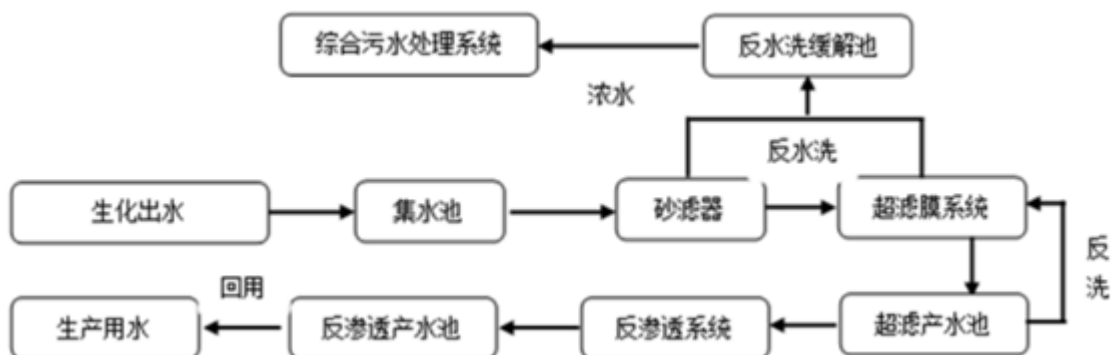 综合污水处理系统
反水洗缓解池
浓水
反水洗
生化出水
集水池
砂滤器
超滤膜系统
反洗
回用
生产用水
反渗透产水池
反渗透系统
超滤产水池